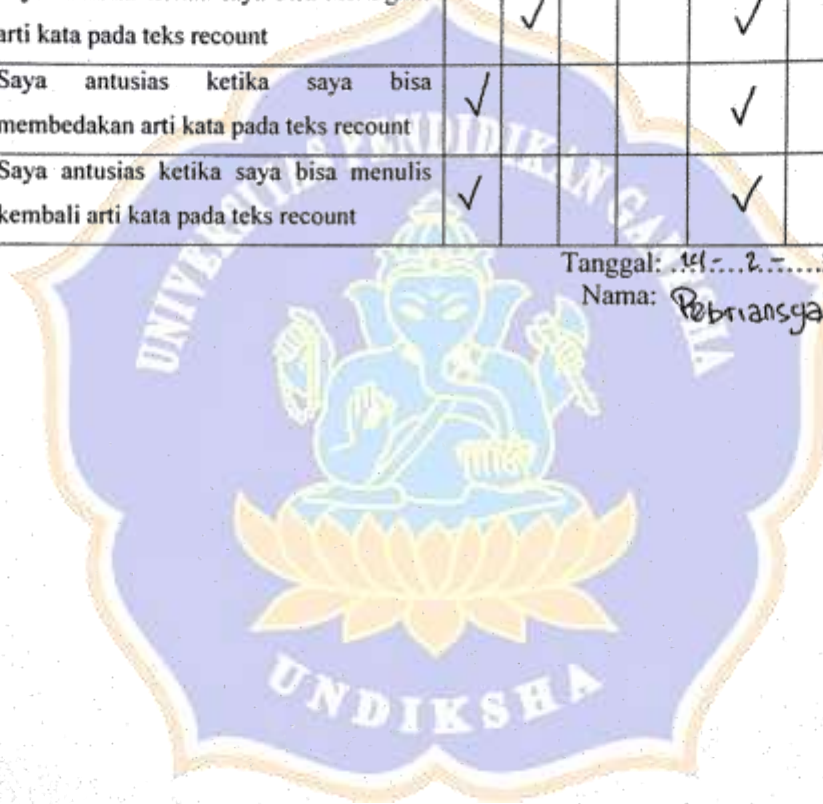 arti kata pada teks recount ✓ ✓
Saya antusias ketika saya bisa
membedakan arti kata pada teks recount ✓ ✓
Saya antusias ketika saya bisa menulis
kembali arti kata pada teks recount ✓ ✓
Tanggal: 2 -
Nama: Pebriansya
UNIVERSITAS PENDIDIKAN GANESHA
UNDIKSHA